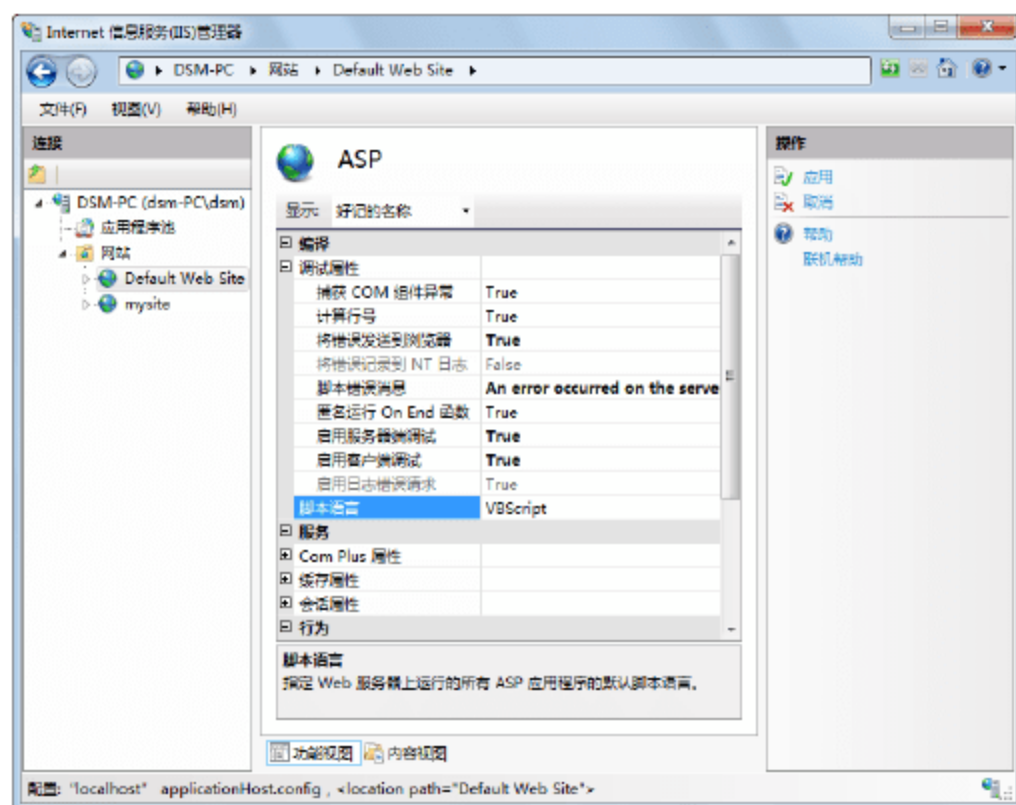 Internet 信息服务(IIS)管理器
DSM-PC 网站 Default Web Site
文件(F) 视图(V) 帮助(H)
连接
DSM-PC (dsm-PC\dsm)
应用程序池
网站
Default Web Site
mysite
ASP
显示: 好记的名称
编译
调试属性
捕获 COM 组件异常 True
计算行号 True
将错误发送到浏览器 True
将错误记录到 NT 日志 False
脚本错误消息 An error occurred on the serve
匿名运行 On End 函数 True
启用服务器端调试 True
启用客户端调试 True
启用日志错误请求 True
脚本语言 VBScript
服务
Com Plus 属性
缓存属性
会话属性
行为
脚本语言
指定 Web 服务器上运行的所有 ASP 应用程序的默认脚本语言。
功能视图 内容视图
操作
应用
取消
帮助
联机帮助
配置: "localhost" applicationHost.config , <location path="Default Web Site">